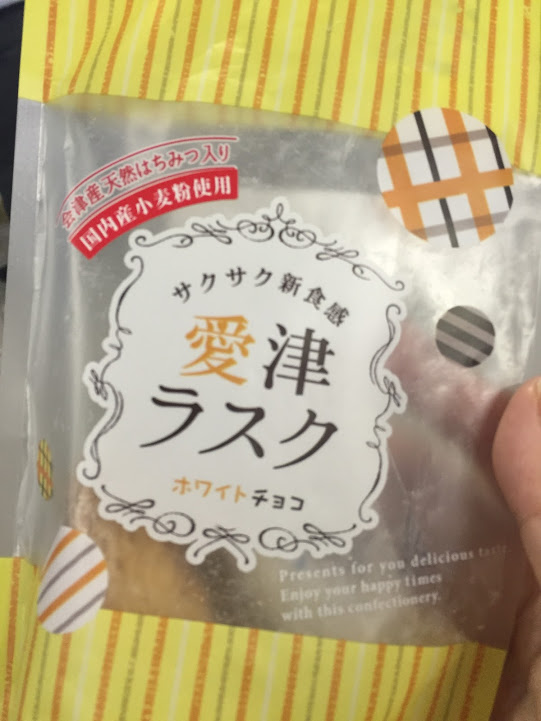 会津産天然はちみつ入り
国内産小麦粉使用
サクサク新食感
愛津
ラスク
ホワイトチョコ
Presents for you delicious taste.
Enjoy your happy times
with this confectionery.